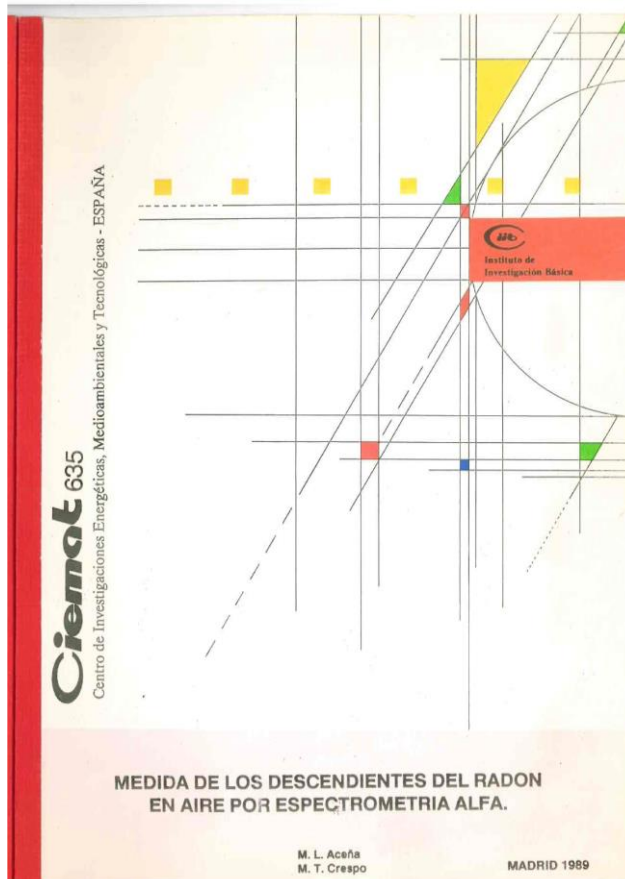 Ciemat 635
Centro de Investigaciones Energéticas, Medioambientales y Tecnológicas - ESPAÑA
Instituto de
Investigación Básica
MEDIDA DE LOS DESCENDIENTES DEL RADON
EN AIRE POR ESPECTROMETRIA ALFA.
M. L. Aceña
M. T. Crespo
MADRID 1989